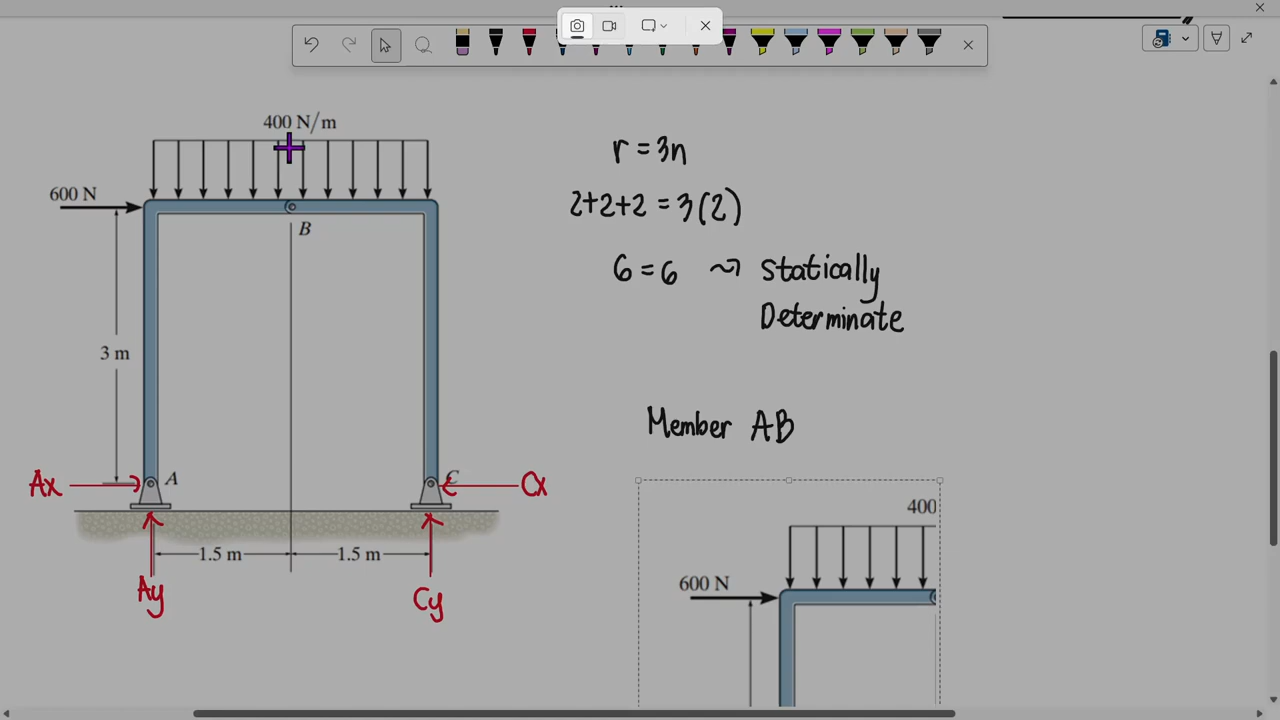 400 N/m
600 N
B
3 m
A
C
Ax
Cx
1.5 m
1.5 m
Ay
Cy
r = 3n
2+2+2 = 3(2)
6 = 6 ⤳ Statically
Determinate
Member AB
400
600 N